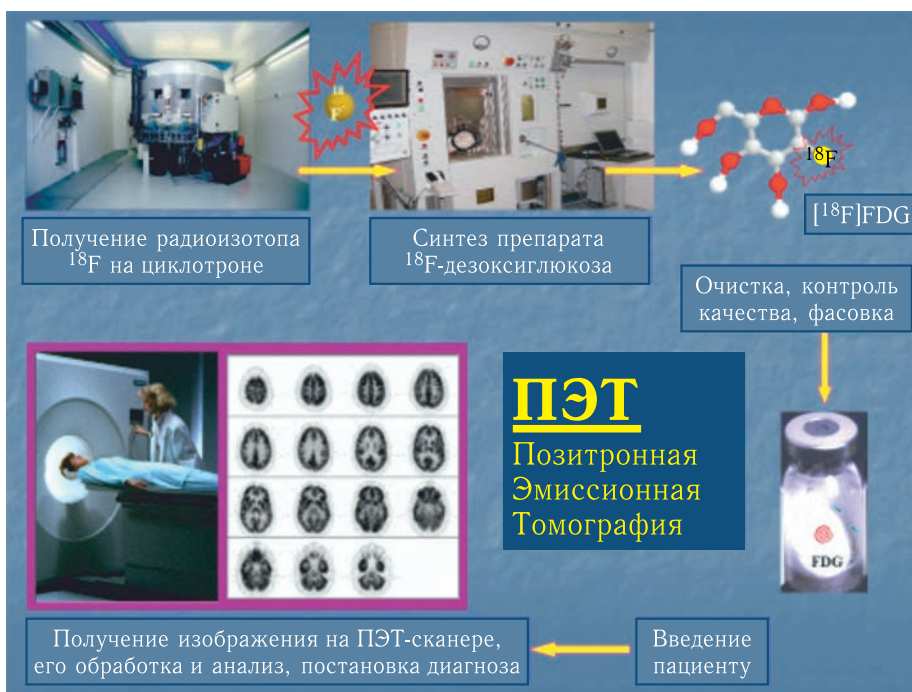 F
18F
[18F]FDG
Получение радиоизотопа
18F на циклотроне
Синтез препарата
18F-дезоксиглюкоза
Очистка, контроль
качества, фасовка
ПЭТ
Позитронная
Эмиссионная
Томография
FDG
Получение изображения на ПЭТ-сканере,
его обработка и анализ, постановка диагноза
Введение
пациенту